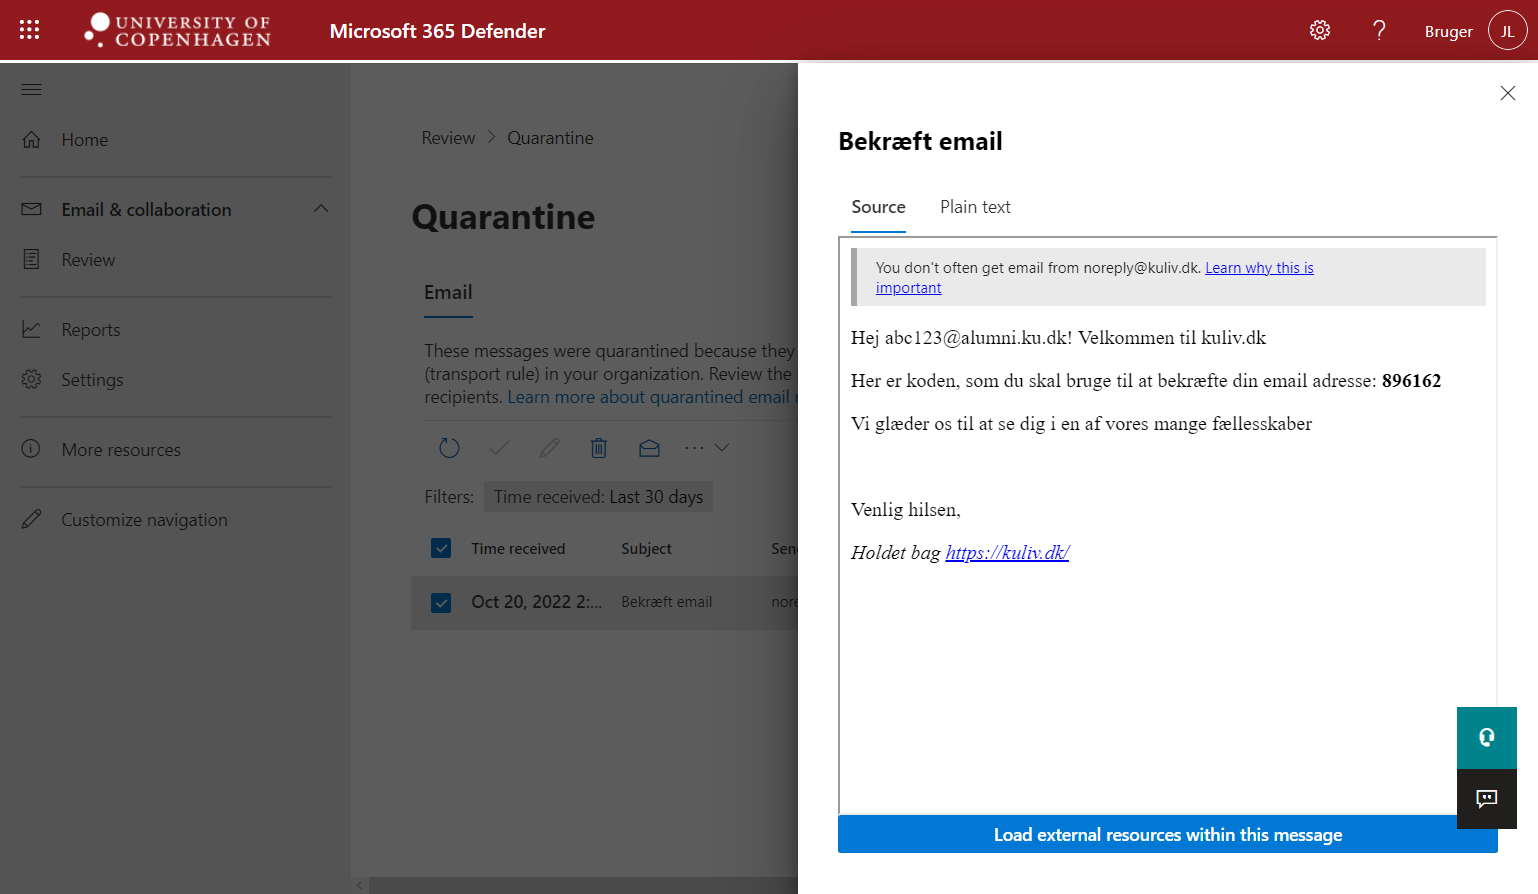 UNIVERSITY OF
COPENHAGEN
Microsoft 365 Defender
?
Bruger
JL
Home
Email & collaboration
Review
Reports
Settings
More resources
Customize navigation
Review > Quarantine
Quarantine
Email
These messages were quarantined because they
(transport rule) in your organization. Review the
recipients. Learn more about quarantined email
Filters: Time received: Last 30 days
Time received Subject Sen
Oct 20, 2022 2:... Bekræft email nore
Bekræft email
Source Plain text
You don't often get email from noreply@kuliv.dk. Learn why this is
important
Hej abc123@alumni.ku.dk! Velkommen til kuliv.dk
Her er koden, som du skal bruge til at bekræfte din email adresse: 896162
Vi glæder os til at se dig i en af vores mange fællesskaber
Venlig hilsen,
Holdet bag https://kuliv.dk/
Load external resources within this message